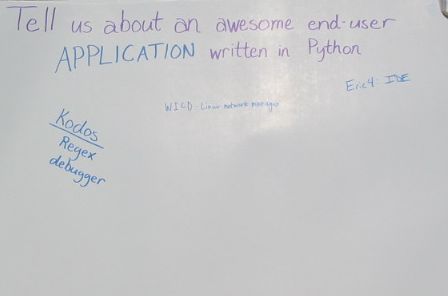 Tell us about an awesome end-user
APPLICATION written in Python
Eric4: IDE
WICD - Linux network manager
Kodos
Regex
debugger